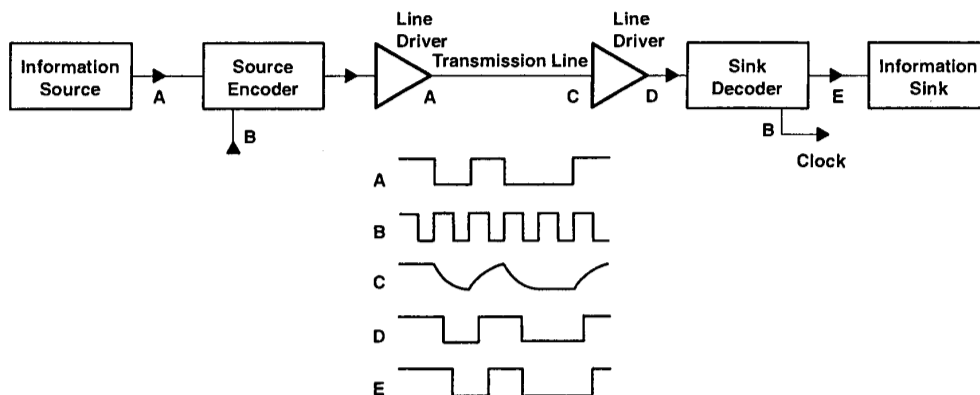 Line
Driver
Line
Driver
Information
Source
A
Source
Encoder
B
Transmission Line
A
C
D
Sink
Decoder
B
Clock
E
Information
Sink
A
B
C
D
E